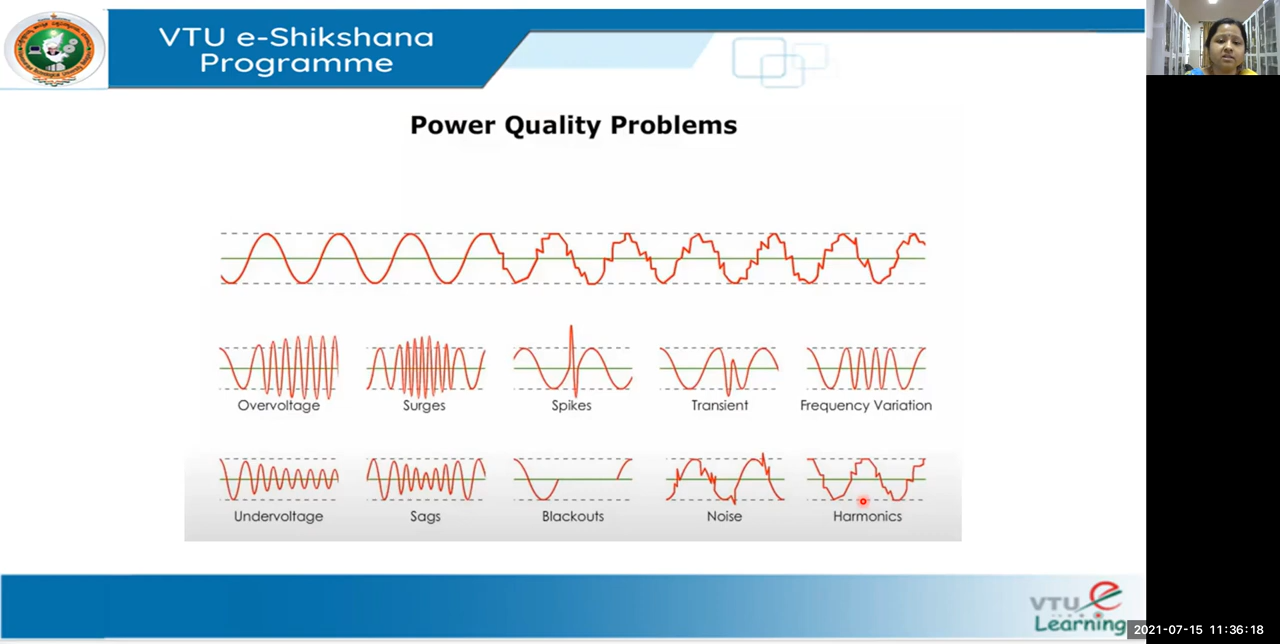 VTU e-Shikshana
Programme
Power Quality Problems
Overvoltage
Surges
Spikes
Transient
Frequency Variation
Undervoltage
Sags
Blackouts
Noise
Harmonics
VTU
Learning
2021-07-15 11:36:18